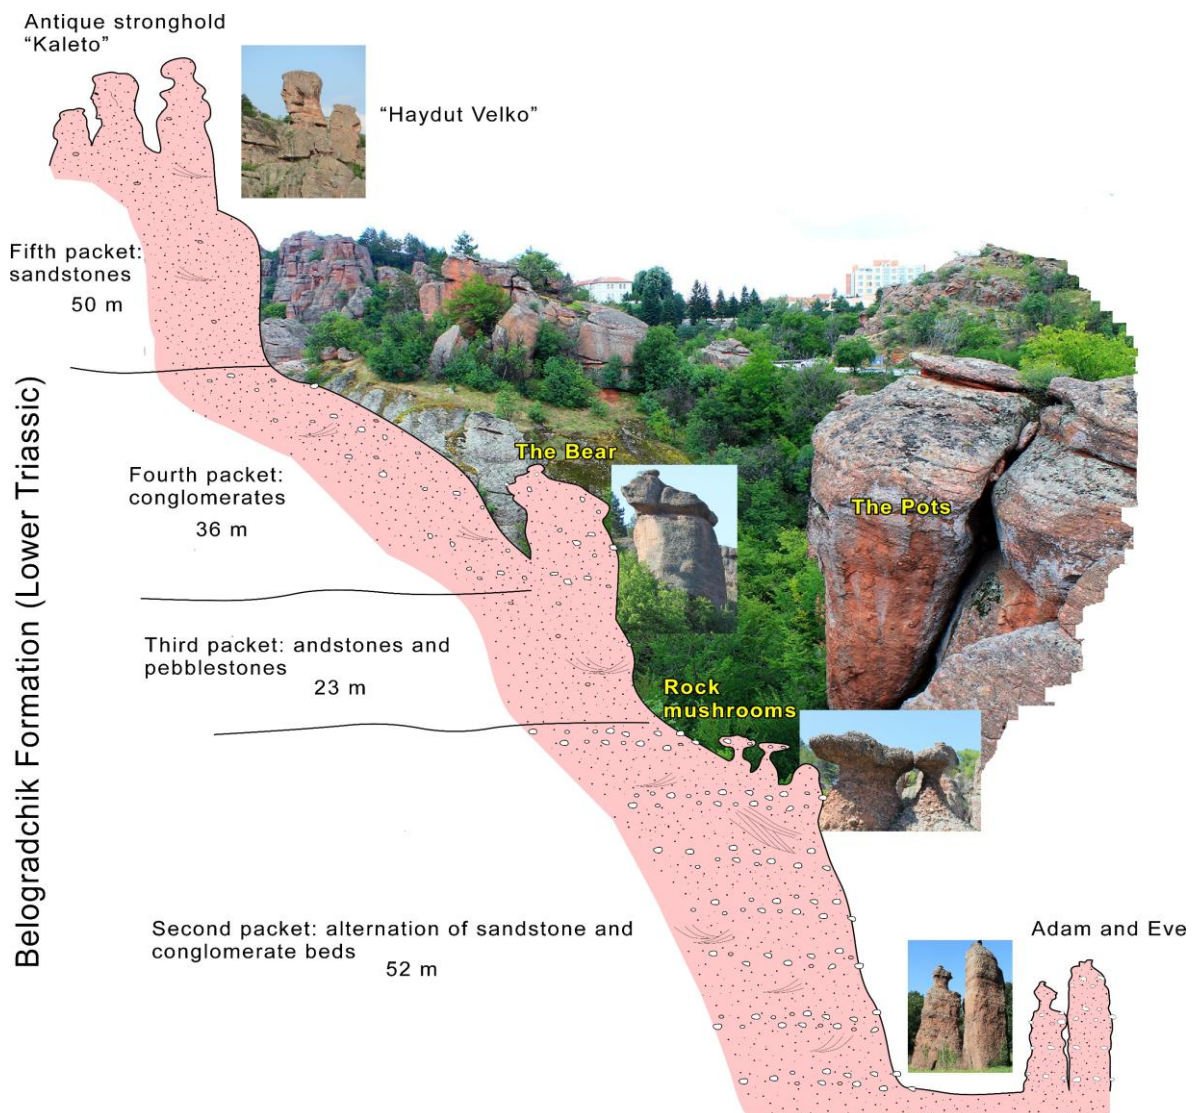 Antique stronghold
“Kaleto”
“Haydut Velko”
Fifth packet:
sandstones
50 m
Belogradchik Formation (Lower Triassic)
The Bear
Fourth packet:
conglomerates
36 m
The Pots
Third packet: andstones and
pebblestones
23 m
Rock
mushrooms
Second packet: alternation of sandstone and
conglomerate beds
52 m
Adam and Eve